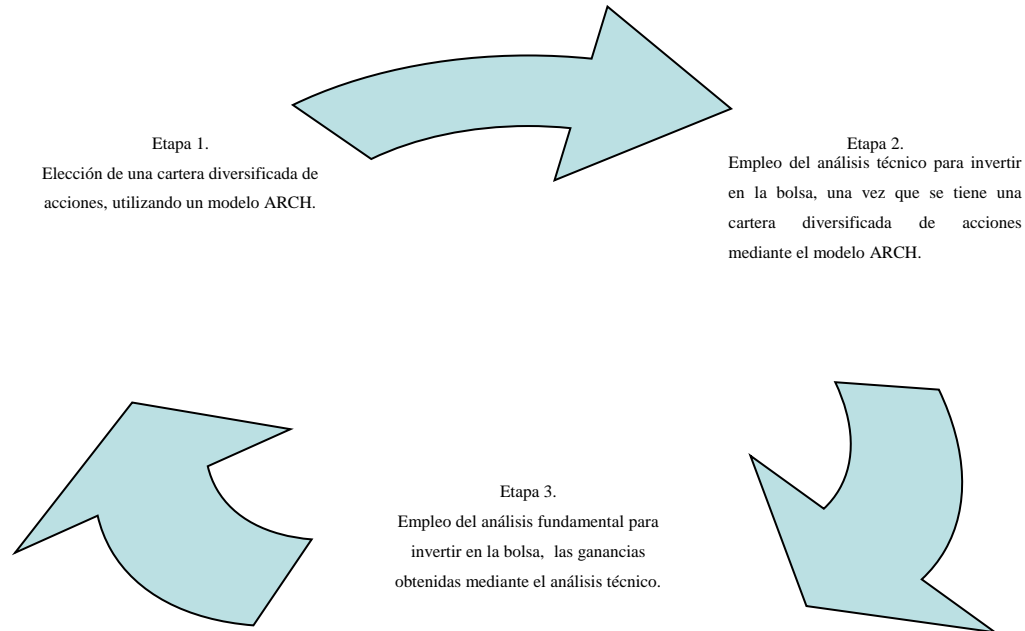 Etapa 1.
Elección de una cartera diversificada de
acciones, utilizando un modelo ARCH.
Etapa 2.
Empleo del análisis técnico para invertir
en la bolsa, una vez que se tiene una
cartera diversificada de acciones
mediante el modelo ARCH.
Etapa 3.
Empleo del análisis fundamental para
invertir en la bolsa, las ganancias
obtenidas mediante el análisis técnico.